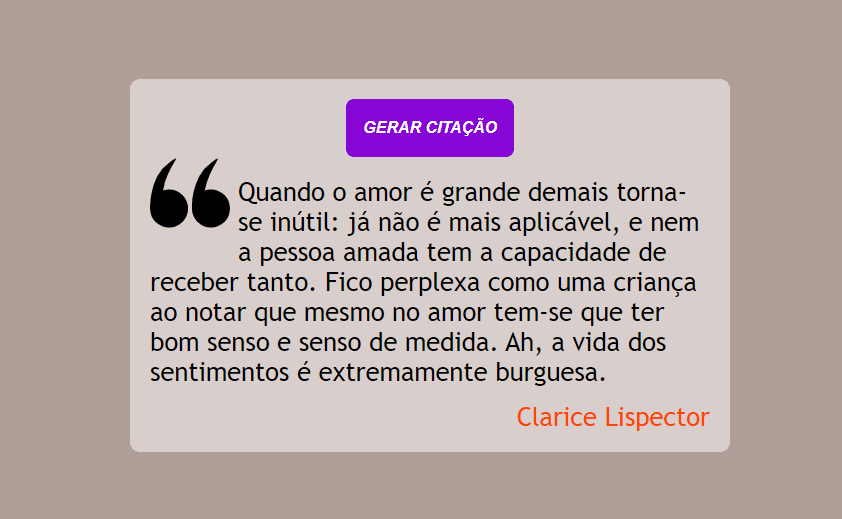 GERAR CITAÇÃO
“Quando o amor é grande demais torna-
se inútil: já não é mais aplicável, e nem
a pessoa amada tem a capacidade de
receber tanto. Fico perplexa como uma criança
ao notar que mesmo no amor tem-se que ter
bom senso e senso de medida. Ah, a vida dos
sentimentos é extremamente burguesa.
Clarice Lispector